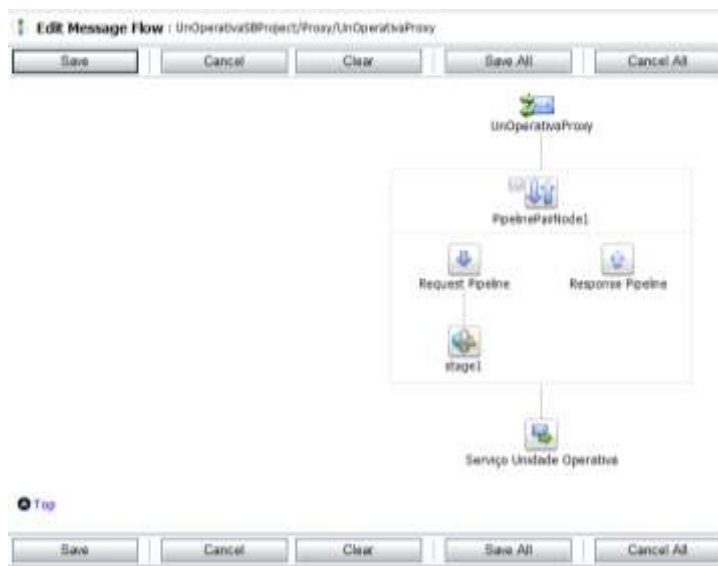 Edit Message Flow : UnOperativaSBProject/Proxy/UnOperativaProxy
Save Cancel Clear Save All Cancel All
UnOperativaProxy
PipelinePairNode1
Request Pipeline Response Pipeline
stage1
Serviço Unidade Operativa
Top
Save Cancel Clear Save All Cancel All